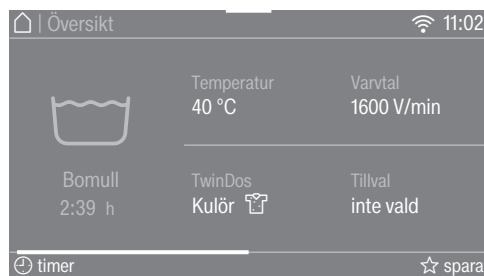 | Översikt
11:02
Temperatur
40 °C
Varvtal
1600 V/min
Bomull
2:39 h
TwinDos
Kulör
Tillval
inte vald
timer
spara